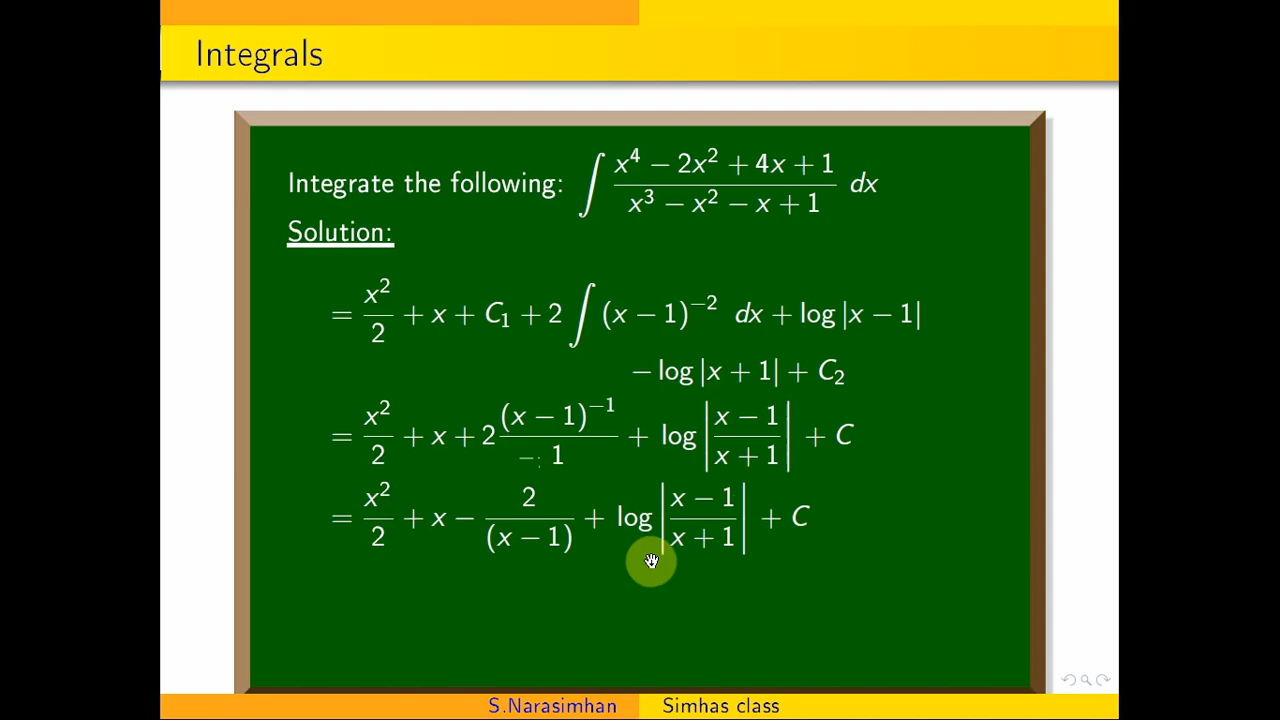 Integrals
Integrate the following: ∫ (x⁴ − 2x² + 4x + 1)/(x³ − x² − x + 1) dx
Solution:
= x²/2 + x + C₁ + 2 ∫ (x − 1)⁻² dx + log |x − 1|
− log |x + 1| + C₂
= x²/2 + x + 2 (x − 1)⁻¹/−1 + log |(x − 1)/(x + 1)| + C
= x²/2 + x − 2/(x − 1) + log |(x − 1)/(x + 1)| + C
S.Narasimhan Simhas class